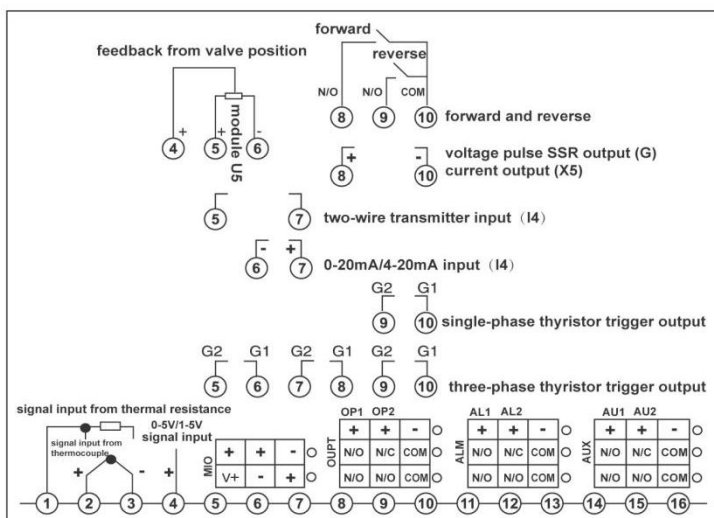 forward
feedback from valve position
reverse
N/O N/O COM
4 + 5 + 6 - 8 9 10 forward and reverse
module U5
8 + - 10 voltage pulse SSR output (G)
current output (X5)
5 7 two-wire transmitter input (I4)
6 - + 7 0-20mA/4-20mA input (I4)
G2 G1
9 10 single-phase thyristor trigger output
G2 G1 G2 G1 G2 G1
5 6 7 8 9 10 three-phase thyristor trigger output
signal input from thermal resistance
0-5V/1-5V
signal input
signal input from
thermocouple
+ - +
MIO
+ + -
V+ - +
OP1 OP2
OUPT
+ + -
N/O N/C COM
N/O N/O COM
AL1 AL2
ALM
+ + -
N/O N/C COM
N/O N/O COM
AU1 AU2
AUX
+ + -
N/O N/C COM
N/O N/O COM
1 2 3 4 5 6 7 8 9 10 11 12 13 14 15 16